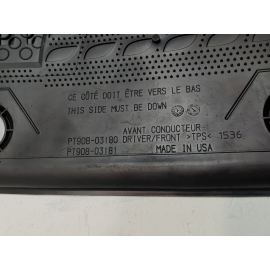 CE CÔTÉ DOIT ÊTRE VERS LE BAS
THIS SIDE MUST BE DOWN
AVANT CONDUCTEUR
PT908-03180 DRIVER/FRONT >TPS< 1536
PT908-03181 MADE IN USA